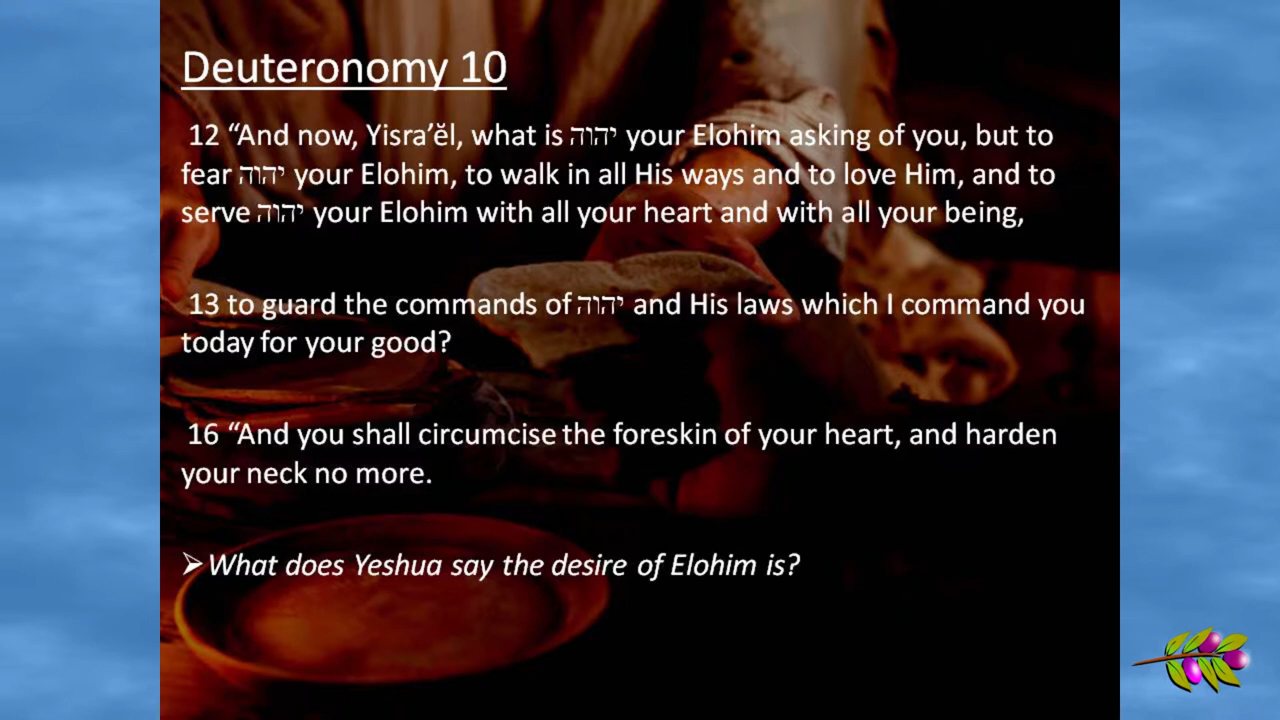 Deuteronomy 10
12 “And now, Yisra’ĕl, what is יהוה your Elohim asking of you, but to
fear יהוה your Elohim, to walk in all His ways and to love Him, and to
serve יהוה your Elohim with all your heart and with all your being,
13 to guard the commands of יהוה and His laws which I command you
today for your good?
16 “And you shall circumcise the foreskin of your heart, and harden
your neck no more.
➢What does Yeshua say the desire of Elohim is?